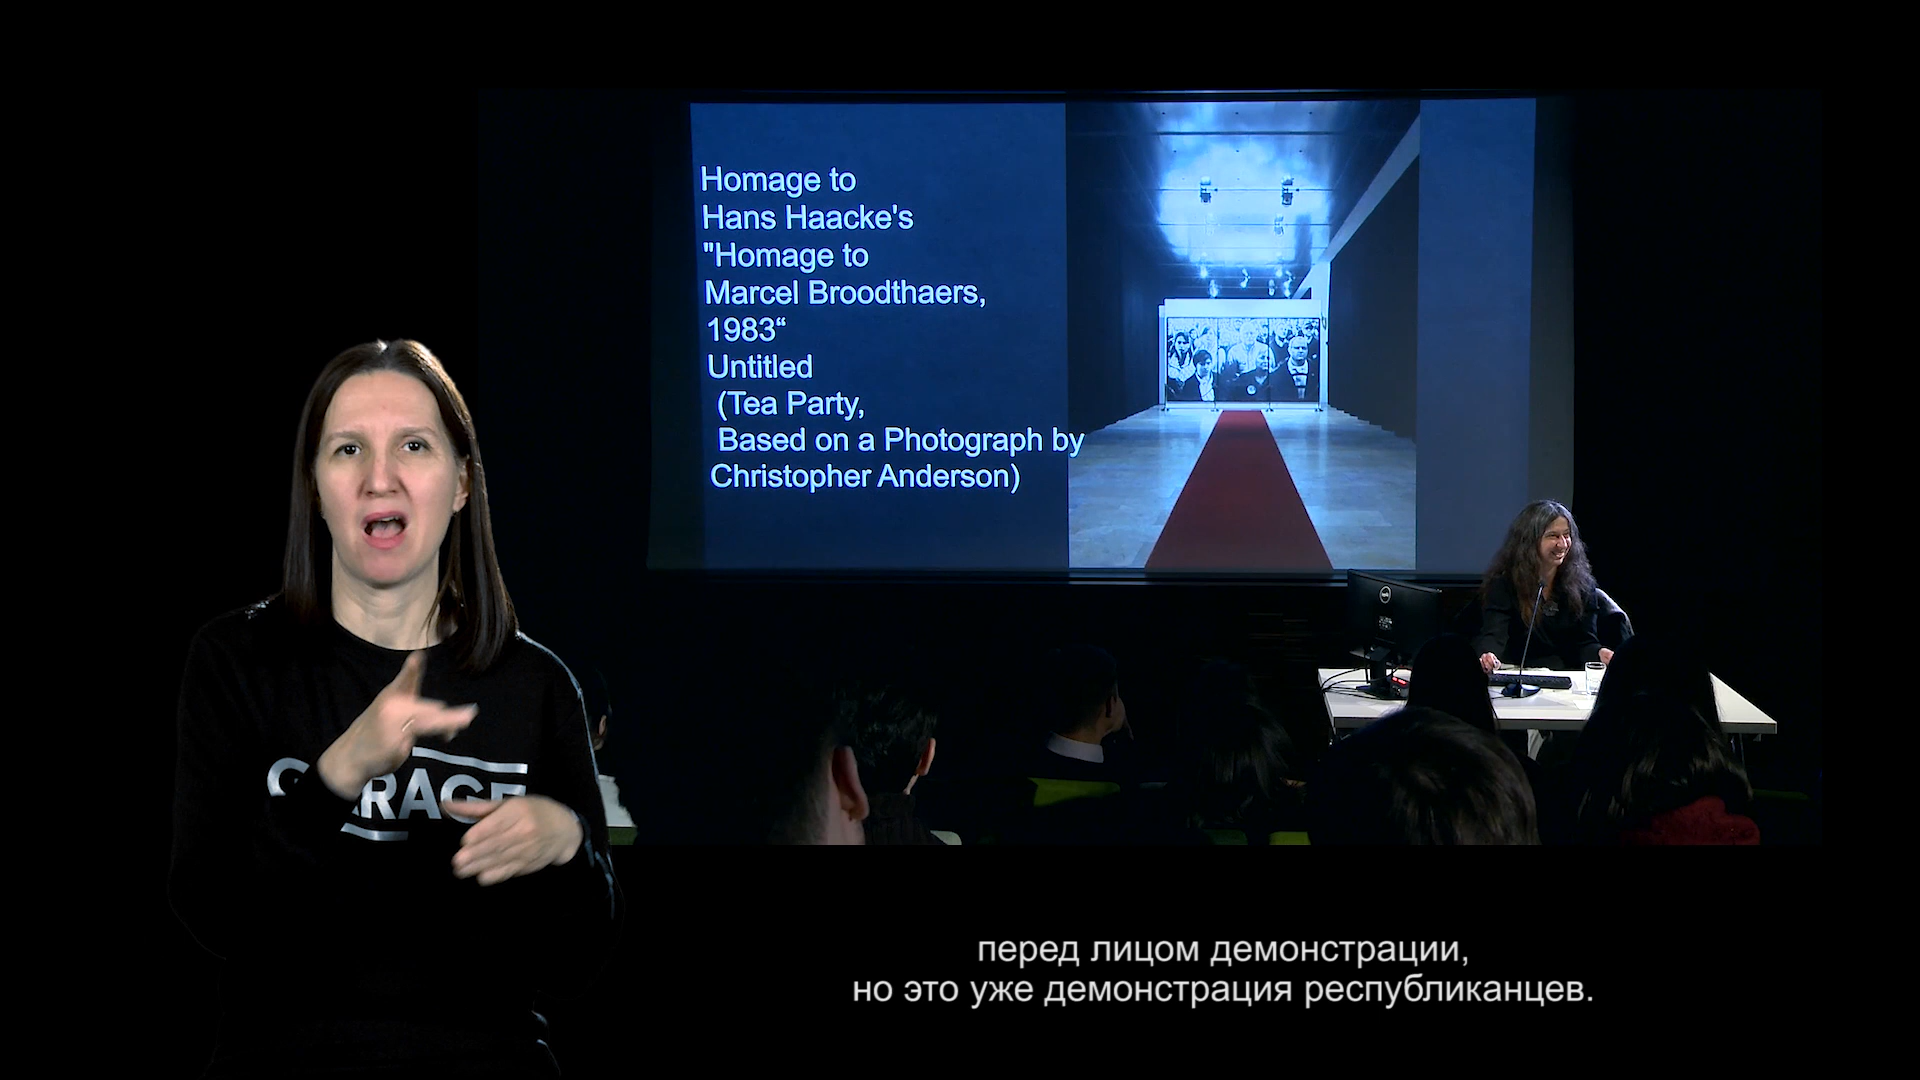 Homage to
Hans Haacke's
"Homage to
Marcel Broodthaers,
1983“
Untitled
(Tea Party,
Based on a Photograph by
Christopher Anderson)
GARAGE
перед лицом демонстрации,
но это уже демонстрация республиканцев.